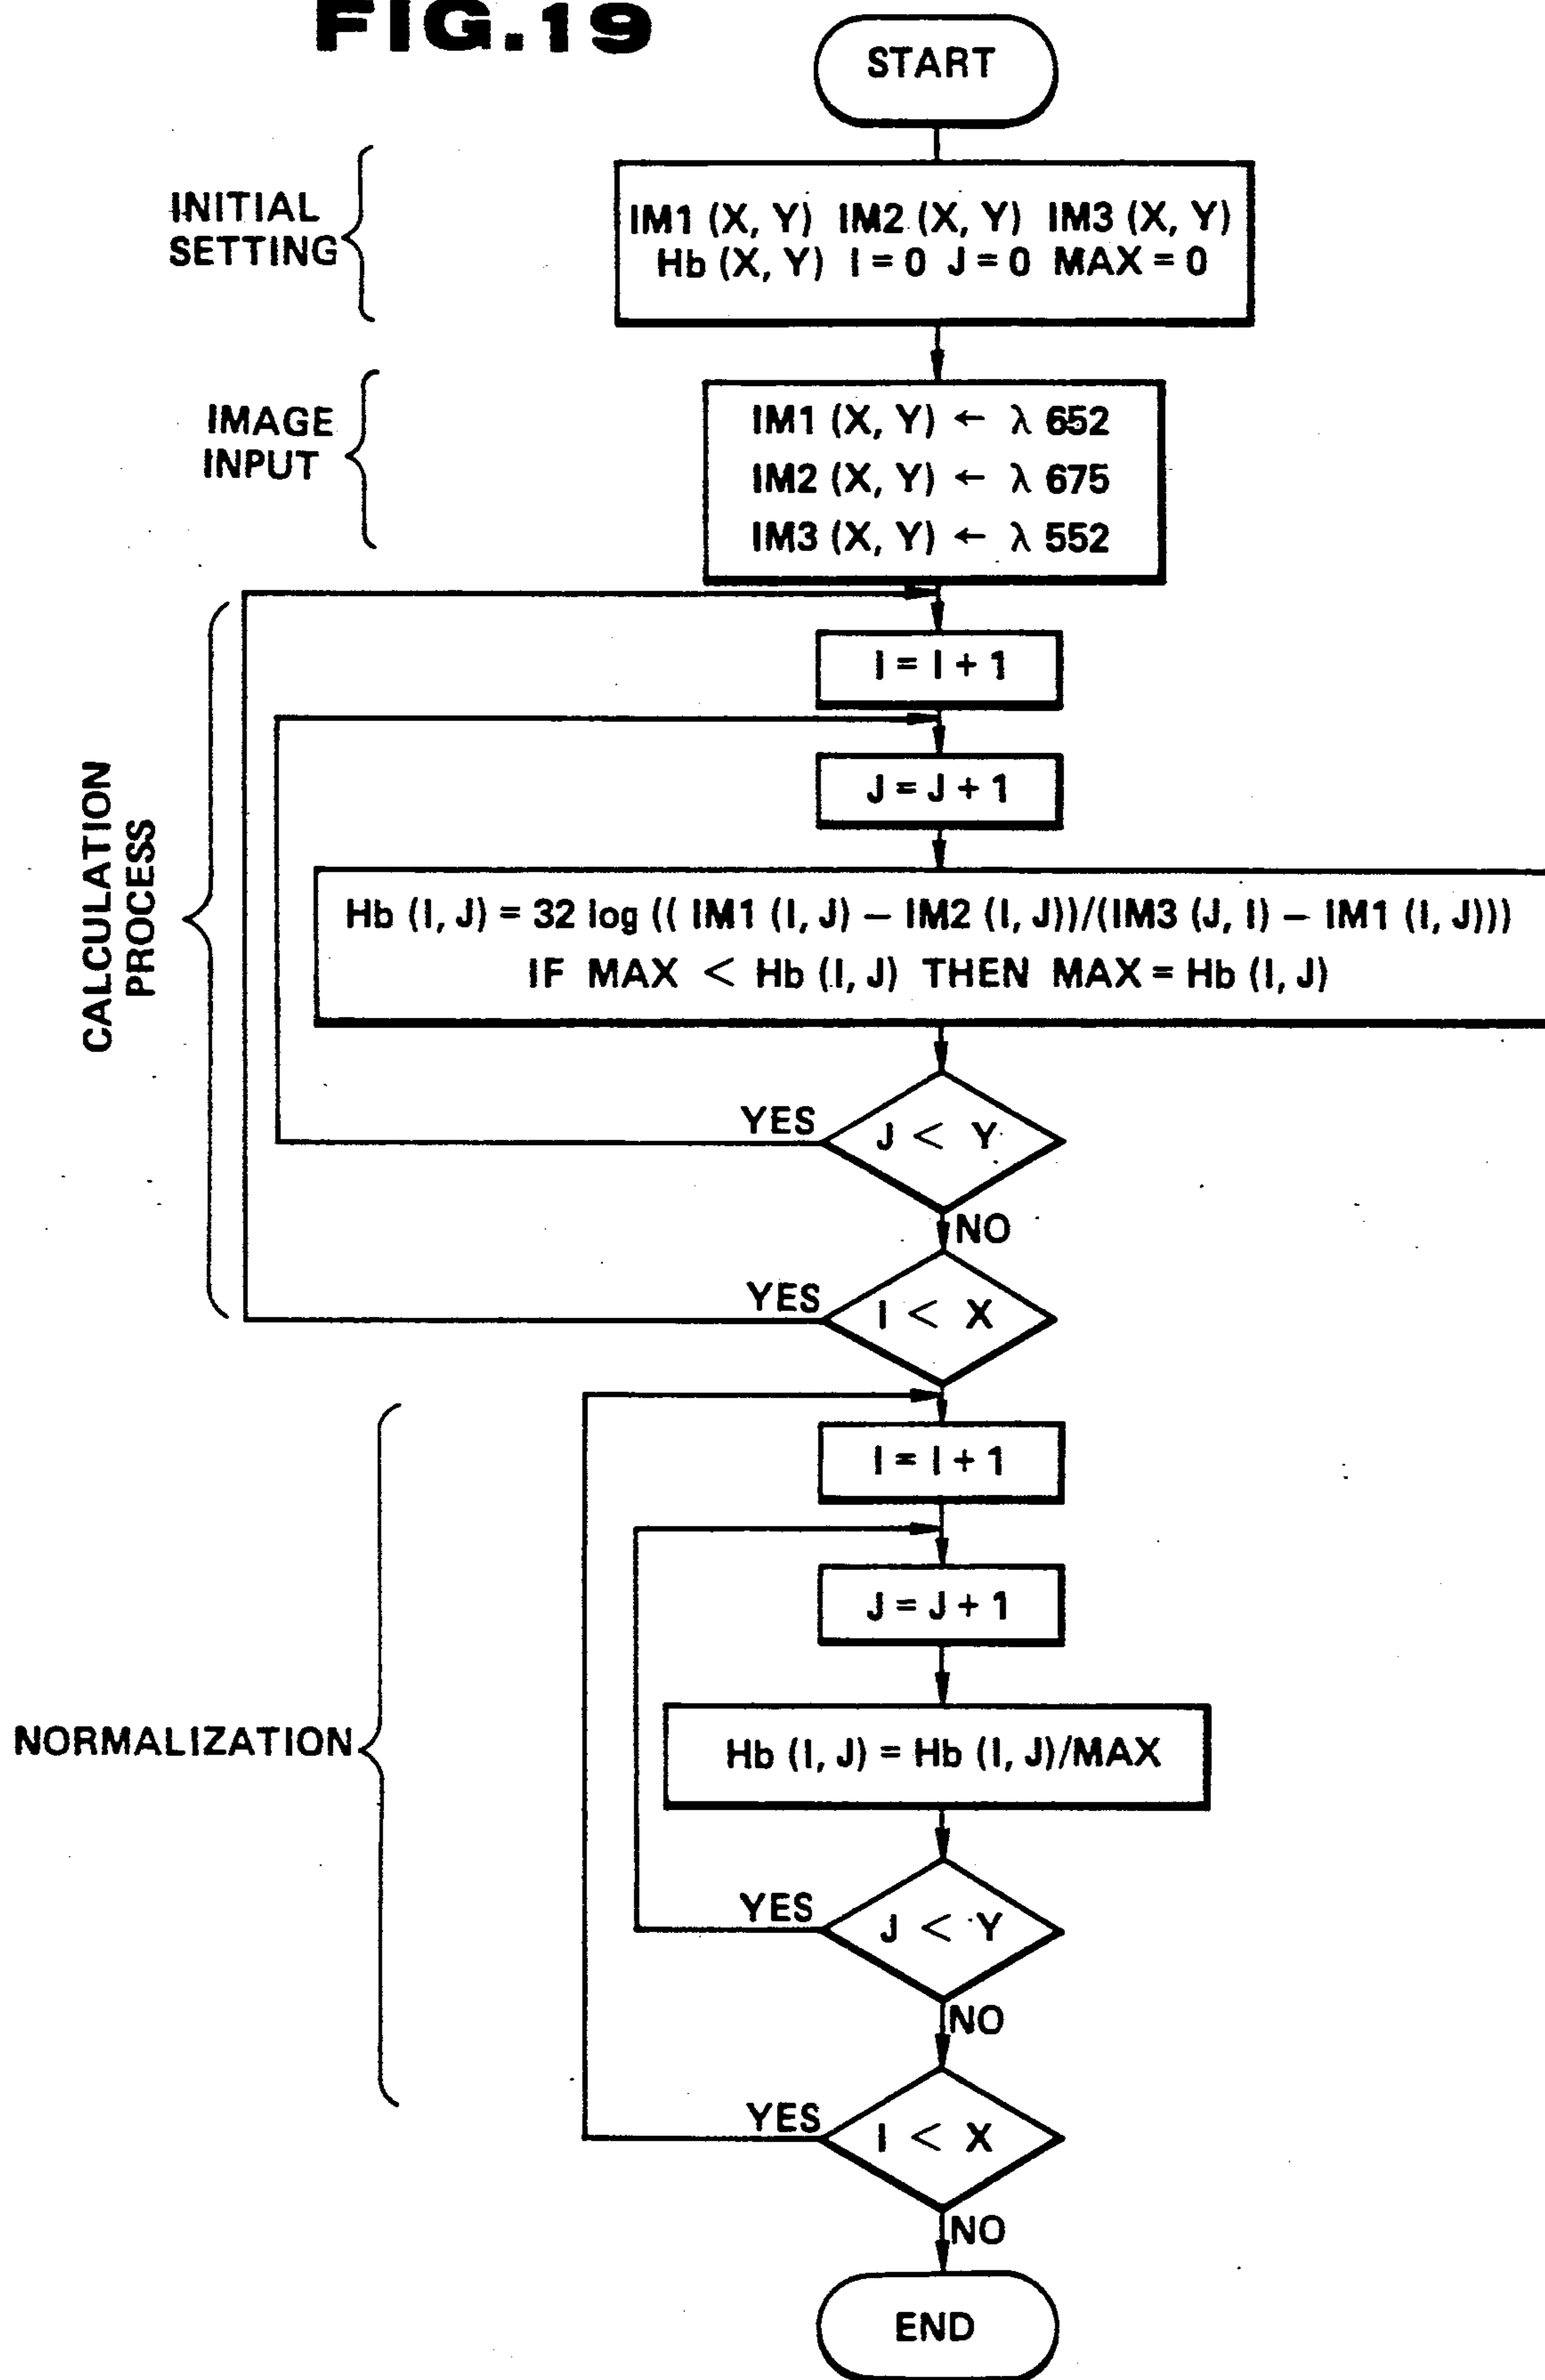 FIG.19
START
INITIAL
SETTING
IM1 (X, Y) IM2 (X, Y) IM3 (X, Y)
Hb (X, Y) I = 0 J = 0 MAX = 0
IMAGE
INPUT
IM1 (X, Y) ← λ 652
IM2 (X, Y) ← λ 675
IM3 (X, Y) ← λ 552
CALCULATION
PROCESS
I = I + 1
J = J + 1
Hb (I, J) = 32 log (( IM1 (I, J) – IM2 (I, J))/(IM3 (J, I) – IM1 (I, J)))
IF MAX < Hb (I, J) THEN MAX = Hb (I, J)
YES
J < Y
NO
YES
I < X
NORMALIZATION
I = I + 1
J = J + 1
Hb (I, J) = Hb (I, J)/MAX
YES
J < Y
NO
YES
I < X
NO
END